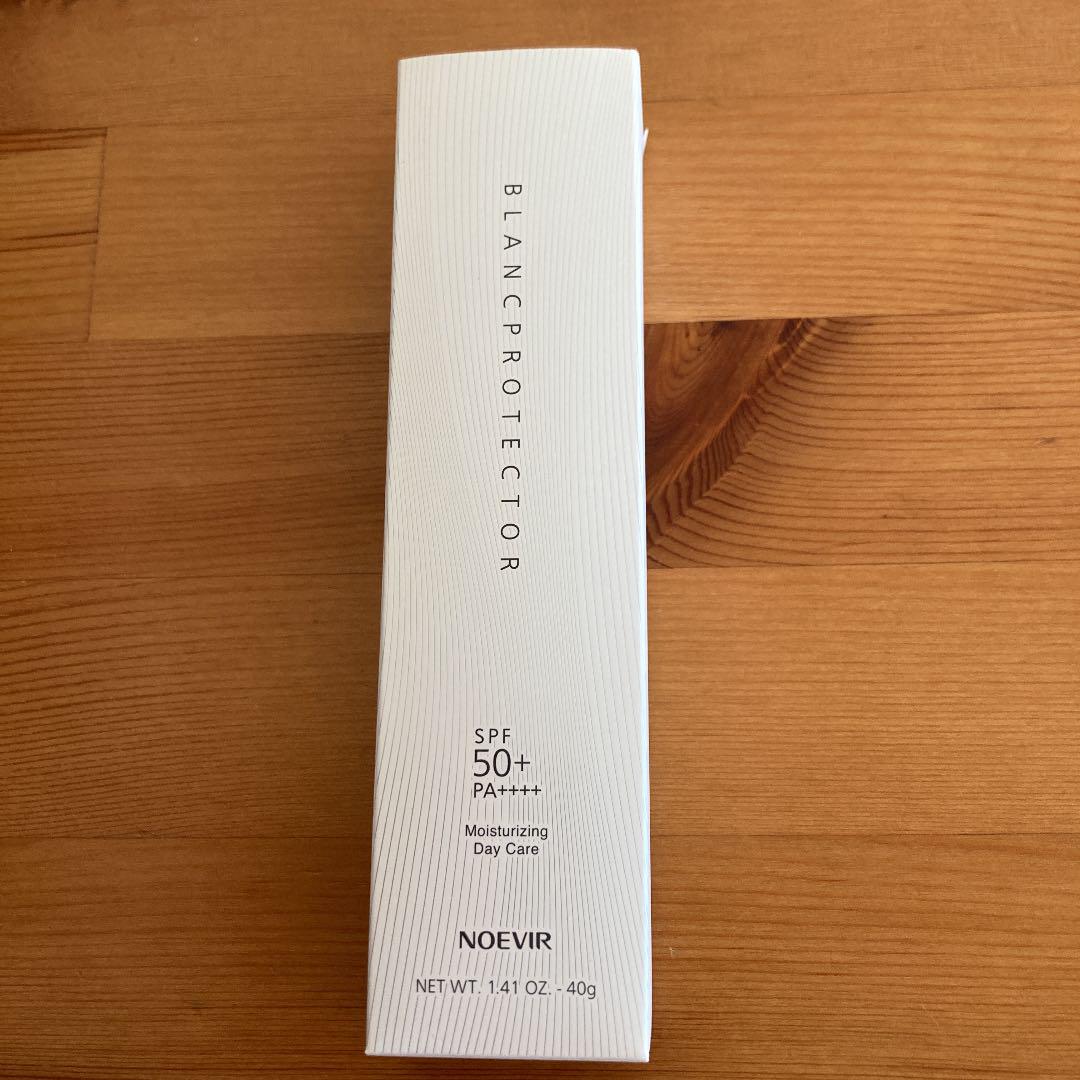 BLANCPROTECTOR
SPF
50+
PA++++
Moisturizing
Day Care
NOEVIR
NET WT. 1.41 OZ. - 40g